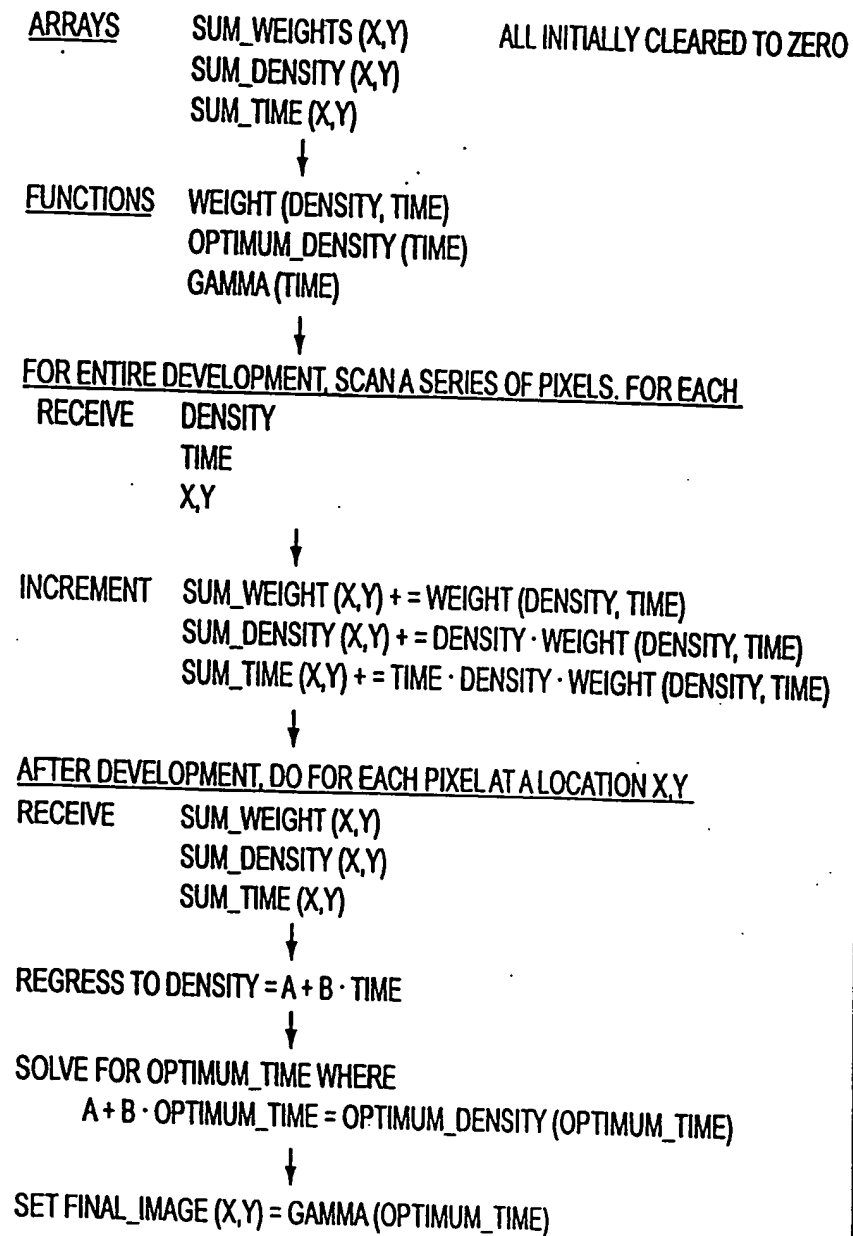 ARRAYS SUM_WEIGHTS (X,Y) ALL INITIALLY CLEARED TO ZERO
SUM_DENSITY (X,Y)
SUM_TIME (X,Y)
FUNCTIONS WEIGHT (DENSITY, TIME)
OPTIMUM_DENSITY (TIME)
GAMMA (TIME)
FOR ENTIRE DEVELOPMENT, SCAN A SERIES OF PIXELS. FOR EACH
RECEIVE DENSITY
TIME
X,Y
INCREMENT SUM_WEIGHT (X,Y) + = WEIGHT (DENSITY, TIME)
SUM_DENSITY (X,Y) + = DENSITY · WEIGHT (DENSITY, TIME)
SUM_TIME (X,Y) + = TIME · DENSITY · WEIGHT (DENSITY, TIME)
AFTER DEVELOPMENT, DO FOR EACH PIXEL AT A LOCATION X,Y
RECEIVE SUM_WEIGHT (X,Y)
SUM_DENSITY (X,Y)
SUM_TIME (X,Y)
REGRESS TO DENSITY = A + B · TIME
SOLVE FOR OPTIMUM_TIME WHERE
A + B · OPTIMUM_TIME = OPTIMUM_DENSITY (OPTIMUM_TIME)
SET FINAL_IMAGE (X,Y) = GAMMA (OPTIMUM_TIME)